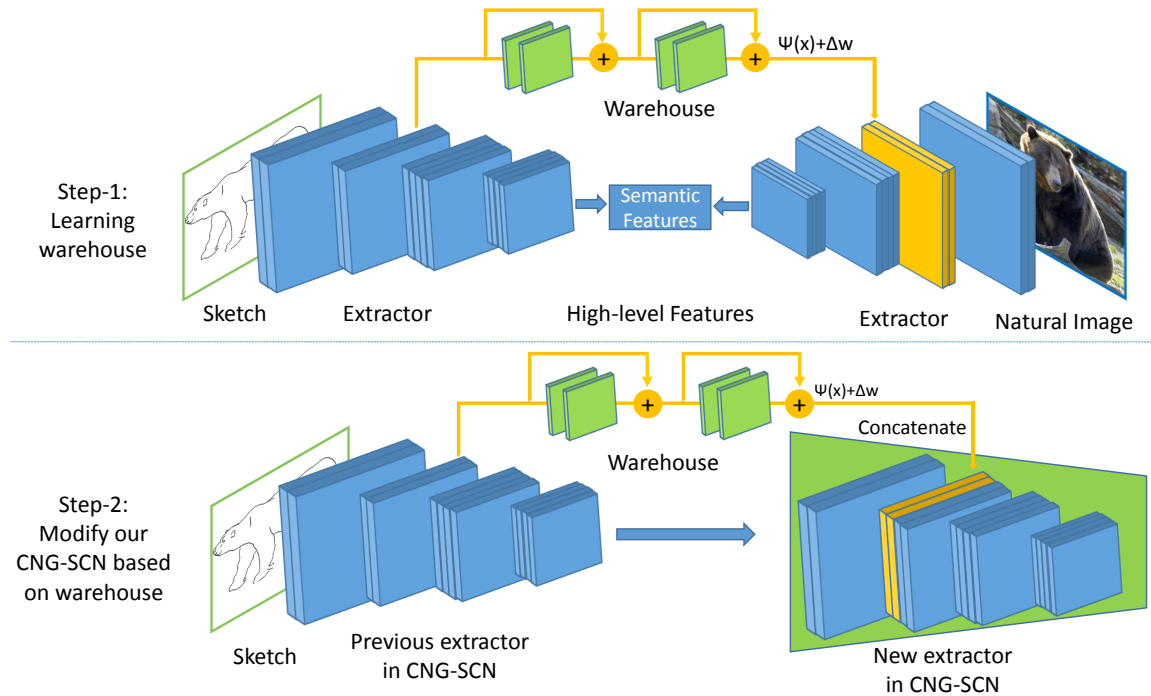 +
+
Ψ(x)+Δw
Warehouse
Step-1:
Learning
warehouse
Semantic
Features
Sketch
Extractor
High-level Features
Extractor
Natural Image
+
+
Ψ(x)+Δw
Concatenate
Warehouse
Step-2:
Modify our
CNG-SCN based
on warehouse
Sketch
Previous extractor
in CNG-SCN
New extractor
in CNG-SCN